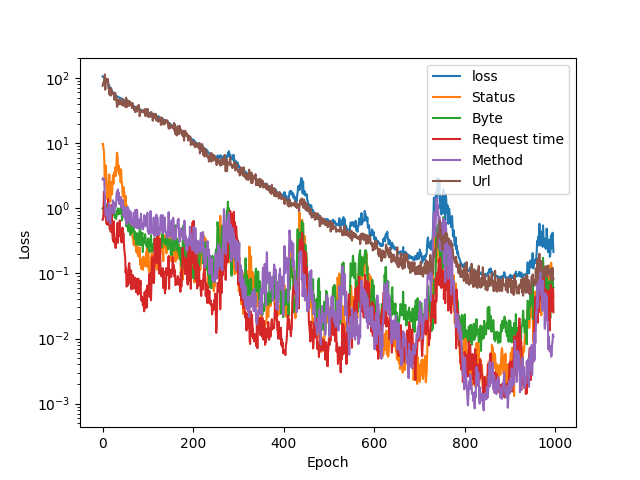 loss
Status
Byte
Request time
Method
Url
Loss
10²
10¹
10⁰
10⁻¹
10⁻²
10⁻³
0 200 400 600 800 1000
Epoch